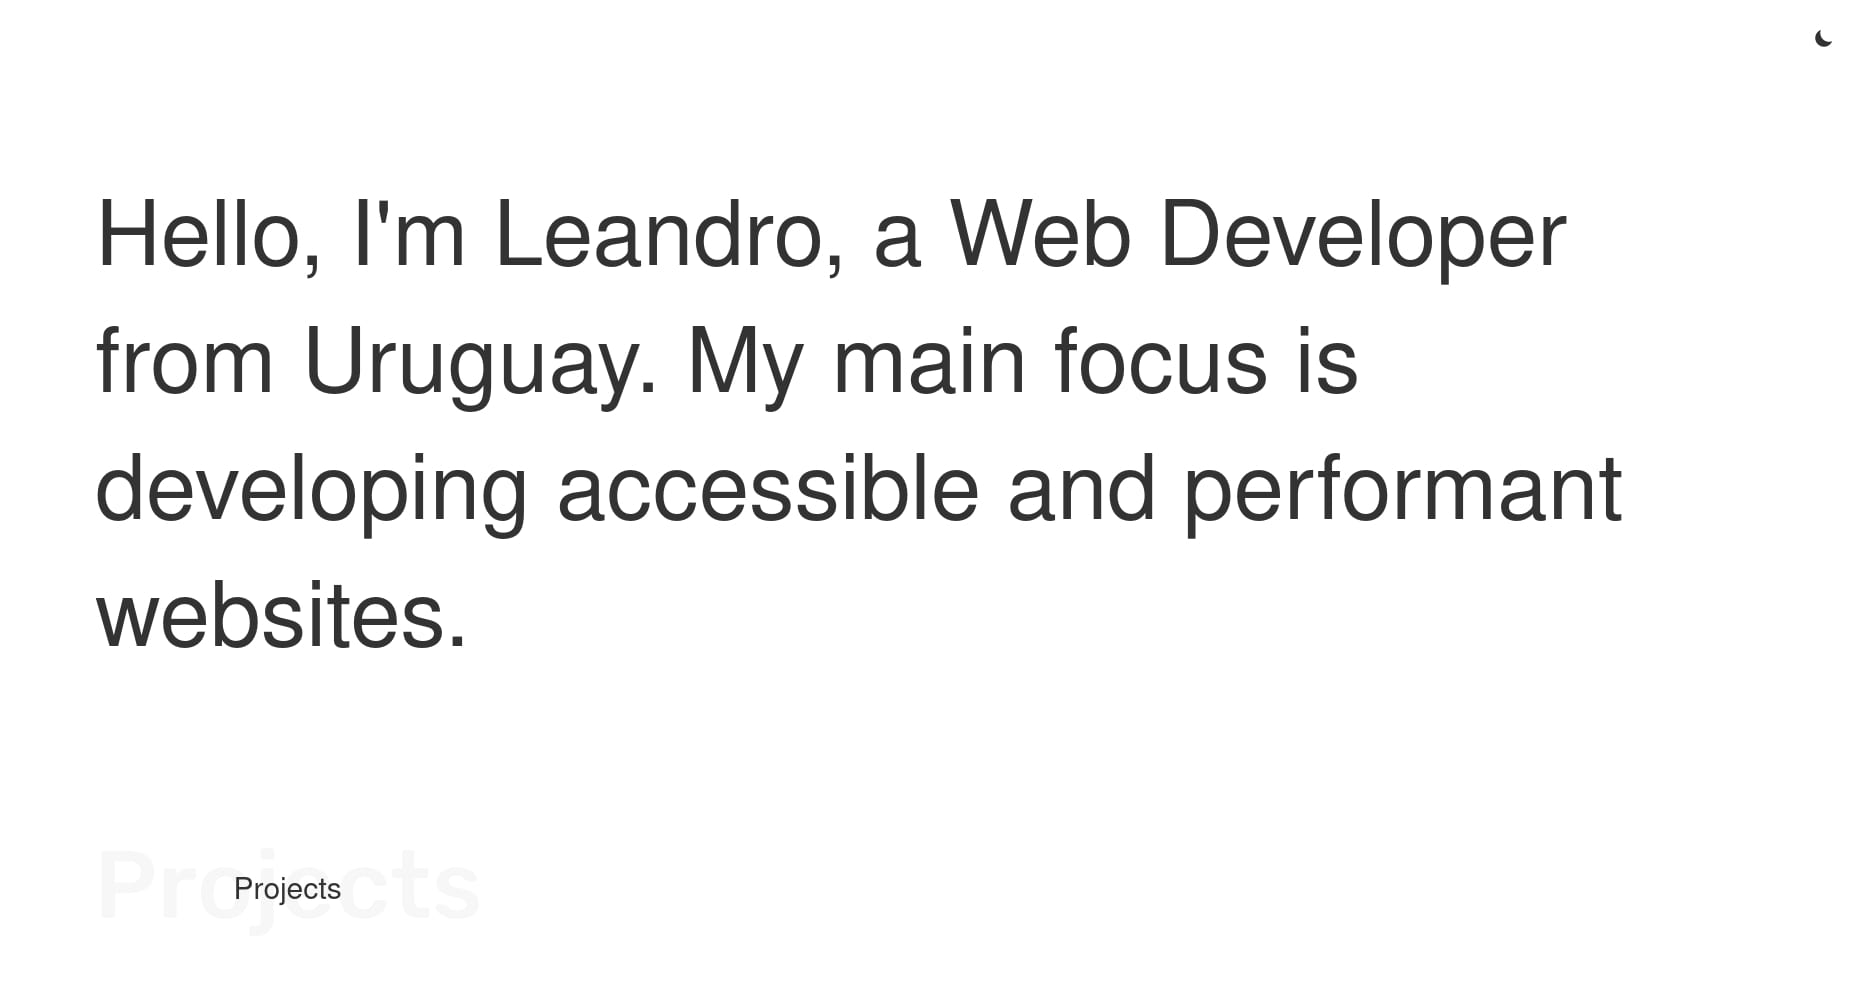 Hello, I'm Leandro, a Web Developer
from Uruguay. My main focus is
developing accessible and performant
websites.
Projects
Projects